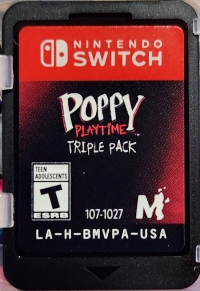 NINTENDO
SWITCH
POPPY
PLAYTIME
TRIPLE PACK
TEEN
ADOLESCENTS
T
ESRB
107-1027
M
LA-H-BMVPA-USA